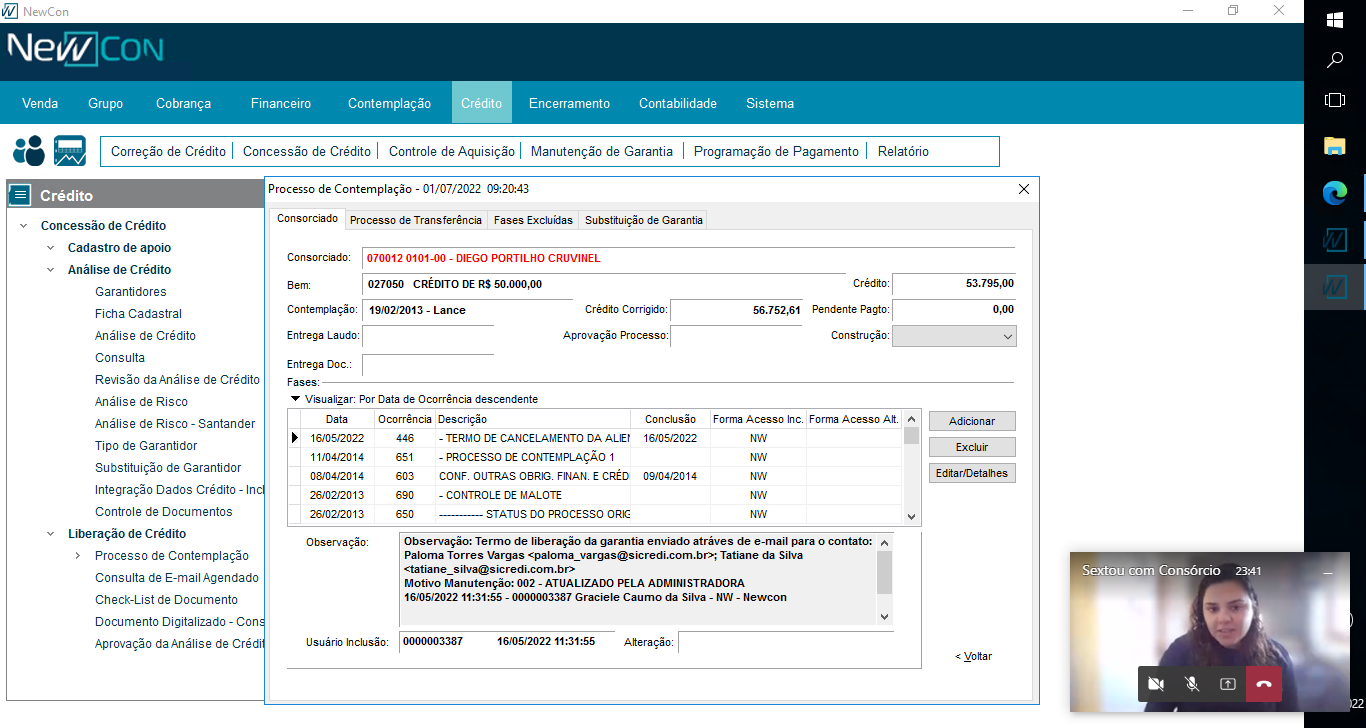 NewCon
NewCon
Venda Grupo Cobrança Financeiro Contemplação Crédito Encerramento Contabilidade Sistema
Correção de Crédito Concessão de Crédito Controle de Aquisição Manutenção de Garantia Programação de Pagamento Relatório
Crédito
Concessão de Crédito
Cadastro de apoio
Análise de Crédito
Garantidores
Ficha Cadastral
Análise de Crédito
Consulta
Revisão da Análise de Crédito
Análise de Risco
Análise de Risco - Santander
Tipo de Garantidor
Substituição de Garantidor
Integração Dados Crédito - Incl
Controle de Documentos
Liberação de Crédito
Processo de Contemplação
Consulta de E-mail Agendado
Check-List de Documento
Documento Digitalizado - Cons
Aprovação da Análise de Crédit
Processo de Contemplação - 01/07/2022 09:20:43
Consorciado Processo de Transferência Fases Excluídas Substituição de Garantia
Consorciado: 070012 0101-00 - DIEGO PORTILHO CRUVINEL
Bem: 027050 CRÉDITO DE R$ 50.000,00 Crédito: 53.795,00
Contemplação: 19/02/2013 - Lance Crédito Corrigido: 56.752,61 Pendente Pagto: 0,00
Entrega Laudo: Aprovação Processo: Construção:
Entrega Doc.:
Fases:
Visualizar: Por Data de Ocorrência descendente
Data Ocorrência Descrição Conclusão Forma Acesso Inc. Forma Acesso Alt.
16/05/2022 446 - TERMO DE CANCELAMENTO DA ALIEN 16/05/2022 NW
11/04/2014 651 - PROCESSO DE CONTEMPLAÇÃO 1 NW
08/04/2014 603 CONF. OUTRAS OBRIG. FINAN. E CRÉD 09/04/2014 NW
26/02/2013 690 - CONTROLE DE MALOTE NW
26/02/2013 650 ----------- STATUS DO PROCESSO ORIG NW
Adicionar
Excluir
Editar/Detalhes
Observação: Observação: Termo de liberação da garantia enviado atráves de e-mail para o contato:
Paloma Torres Vargas <paloma_vargas@sicredi.com.br>; Tatiane da Silva
<tatiane_silva@sicredi.com.br>
Motivo Manutenção: 002 - ATUALIZADO PELA ADMINISTRADORA
16/05/2022 11:31:55 - 0000003387 Graciele Caumo da Silva - NW - Newcon
Usuário Inclusão: 0000003387 16/05/2022 11:31:55 Alteração:
< Voltar
Sextou com Consórcio 23:41